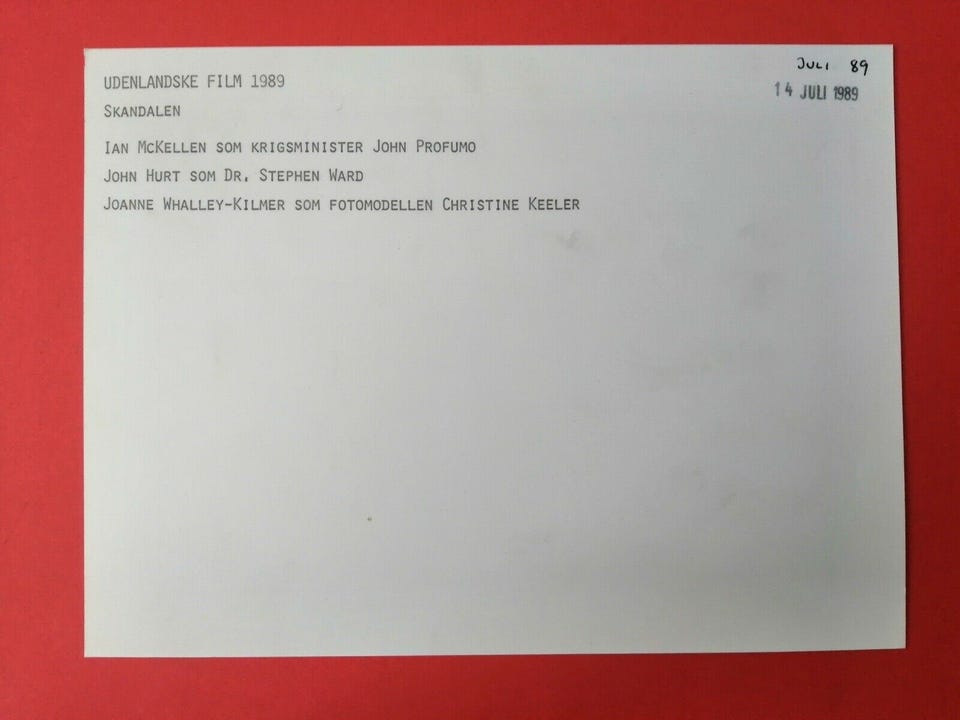 JULI 89
14 JULI 1989
UDENLANDSKE FILM 1989
SKANDALEN
IAN MCKELLEN SOM KRIGSMINISTER JOHN PROFUMO
JOHN HURT SOM DR. STEPHEN WARD
JOANNE WHALLEY-KILMER SOM FOTOMODELLEN CHRISTINE KEELER